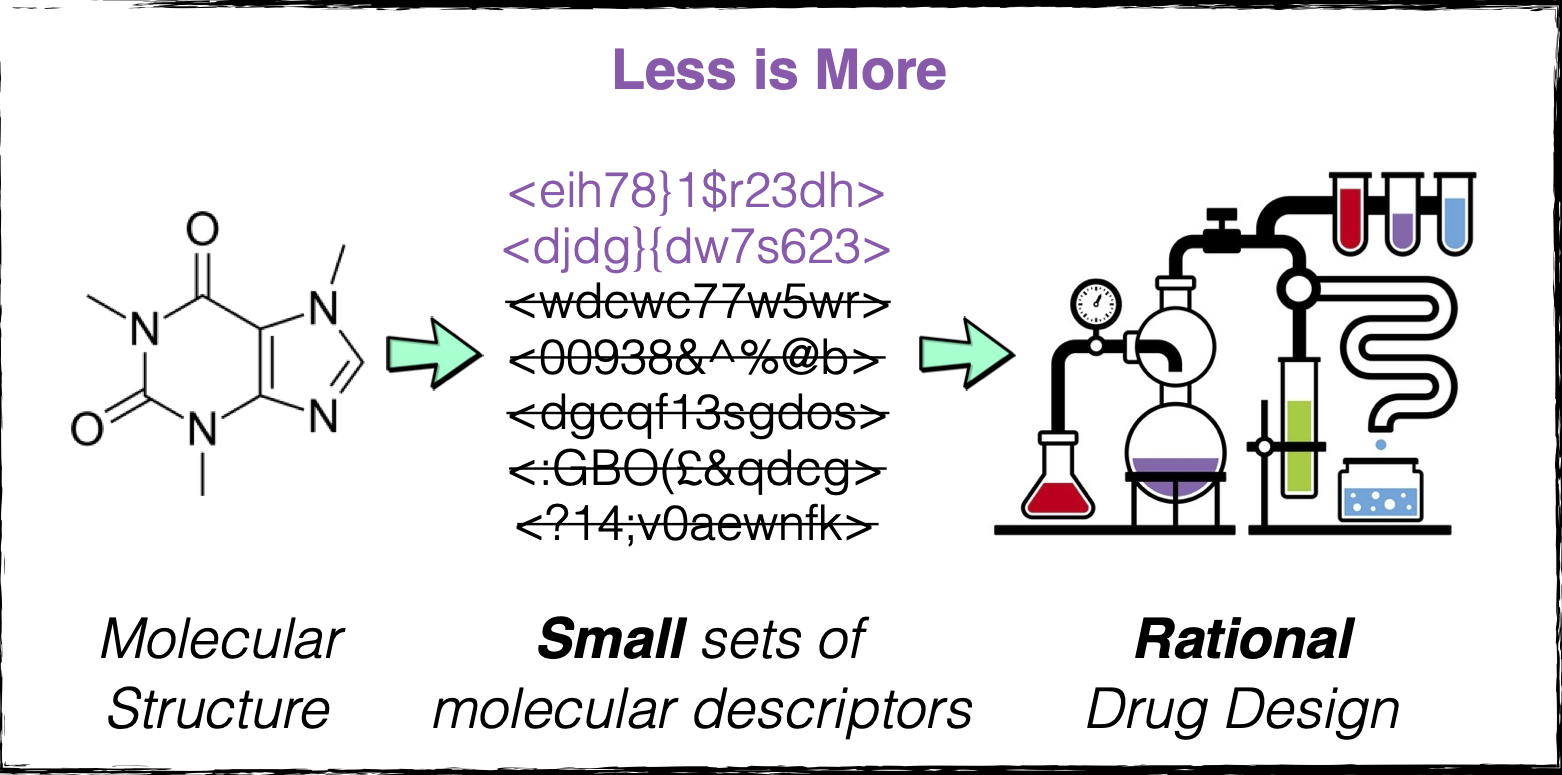 Less is More
<eih78}1$r23dh>
<djdg}{dw7s623>
<wdcwc77w5wr>
<00938&^%@b>
<dgcqf13sgdos>
<:GBO(£&qdcg>
<?14;v0aewnfk>
O
N
N
O
N
N
Molecular
Structure
Small sets of
molecular descriptors
Rational
Drug Design